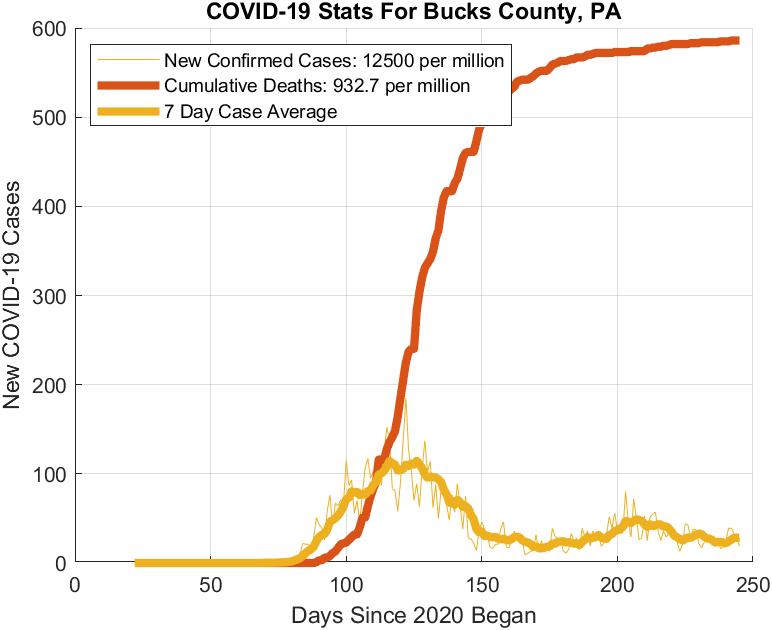 COVID-19 Stats For Bucks County, PA
600
500
400
300
200
100
0
New COVID-19 Cases
New Confirmed Cases: 12500 per million
Cumulative Deaths: 932.7 per million
7 Day Case Average
0 50 100 150 200 250
Days Since 2020 Began